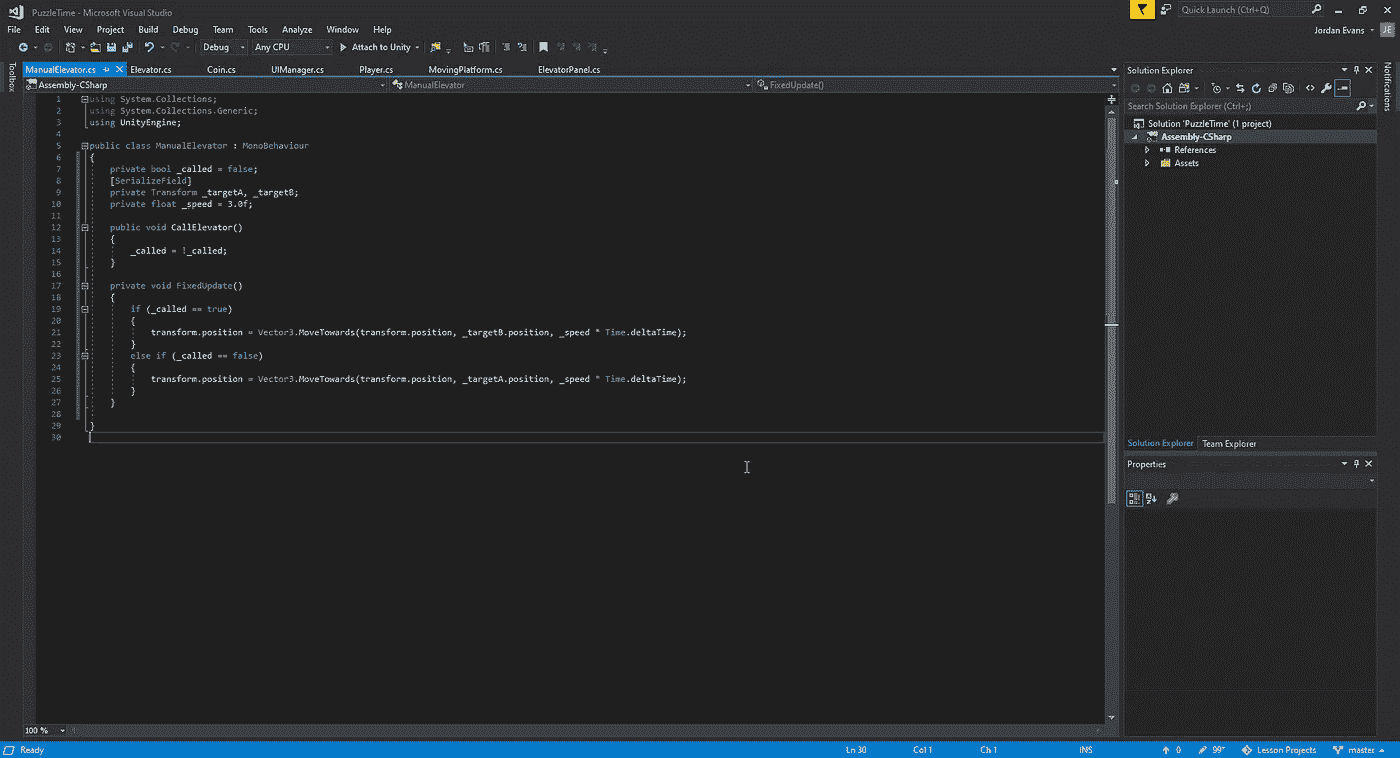 PuzzleTime - Microsoft Visual Studio
Quick Launch (Ctrl+Q)
File Edit View Project Build Debug Team Tools Analyze Window Help
Jordan Evans JE
Debug Any CPU Attach to Unity
Toolbox
ManualElevator.cs Elevator.cs Coin.cs UIManager.cs Player.cs MovingPlatform.cs ElevatorPanel.cs
Assembly-CSharp ManualElevator FixedUpdate()
1 using System.Collections;
2 using System.Collections.Generic;
3 using UnityEngine;
4
5 public class ManualElevator : MonoBehaviour
6 {
7 private bool _called = false;
8 [SerializeField]
9 private Transform _targetA, _targetB;
10 private float _speed = 3.0f;
11
12 public void CallElevator()
13 {
14 _called = !_called;
15 }
16
17 private void FixedUpdate()
18 {
19 if (_called == true)
20 {
21 transform.position = Vector3.MoveTowards(transform.position, _targetB.position, _speed * Time.deltaTime);
22 }
23 else if (_called == false)
24 {
25 transform.position = Vector3.MoveTowards(transform.position, _targetA.position, _speed * Time.deltaTime);
26 }
27 }
28
29 }
30
100 %
Solution Explorer
Search Solution Explorer (Ctrl+;)
Solution 'PuzzleTime' (1 project)
Assembly-CSharp
References
Assets
Solution Explorer Team Explorer
Properties
Notifications
Ready Ln 30 Col 1 Ch 1 INS 0 99+ Lesson Projects master